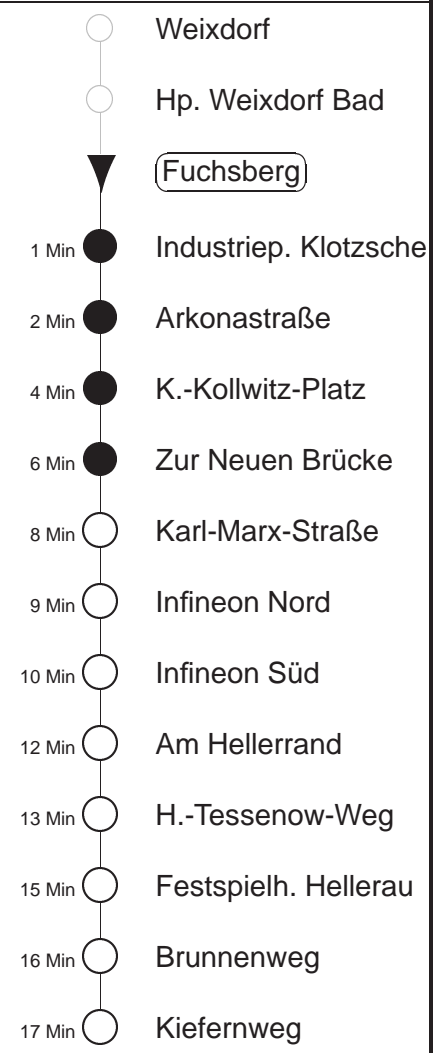 Weixdorf
Hp. Weixdorf Bad
Fuchsberg
1 Min Industriep. Klotzsche
2 Min Arkonastraße
4 Min K.-Kollwitz-Platz
6 Min Zur Neuen Brücke
8 Min Karl-Marx-Straße
9 Min Infineon Nord
10 Min Infineon Süd
12 Min Am Hellerrand
13 Min H.-Tessenow-Weg
15 Min Festspielh. Hellerau
16 Min Brunnenweg
17 Min Kiefernweg